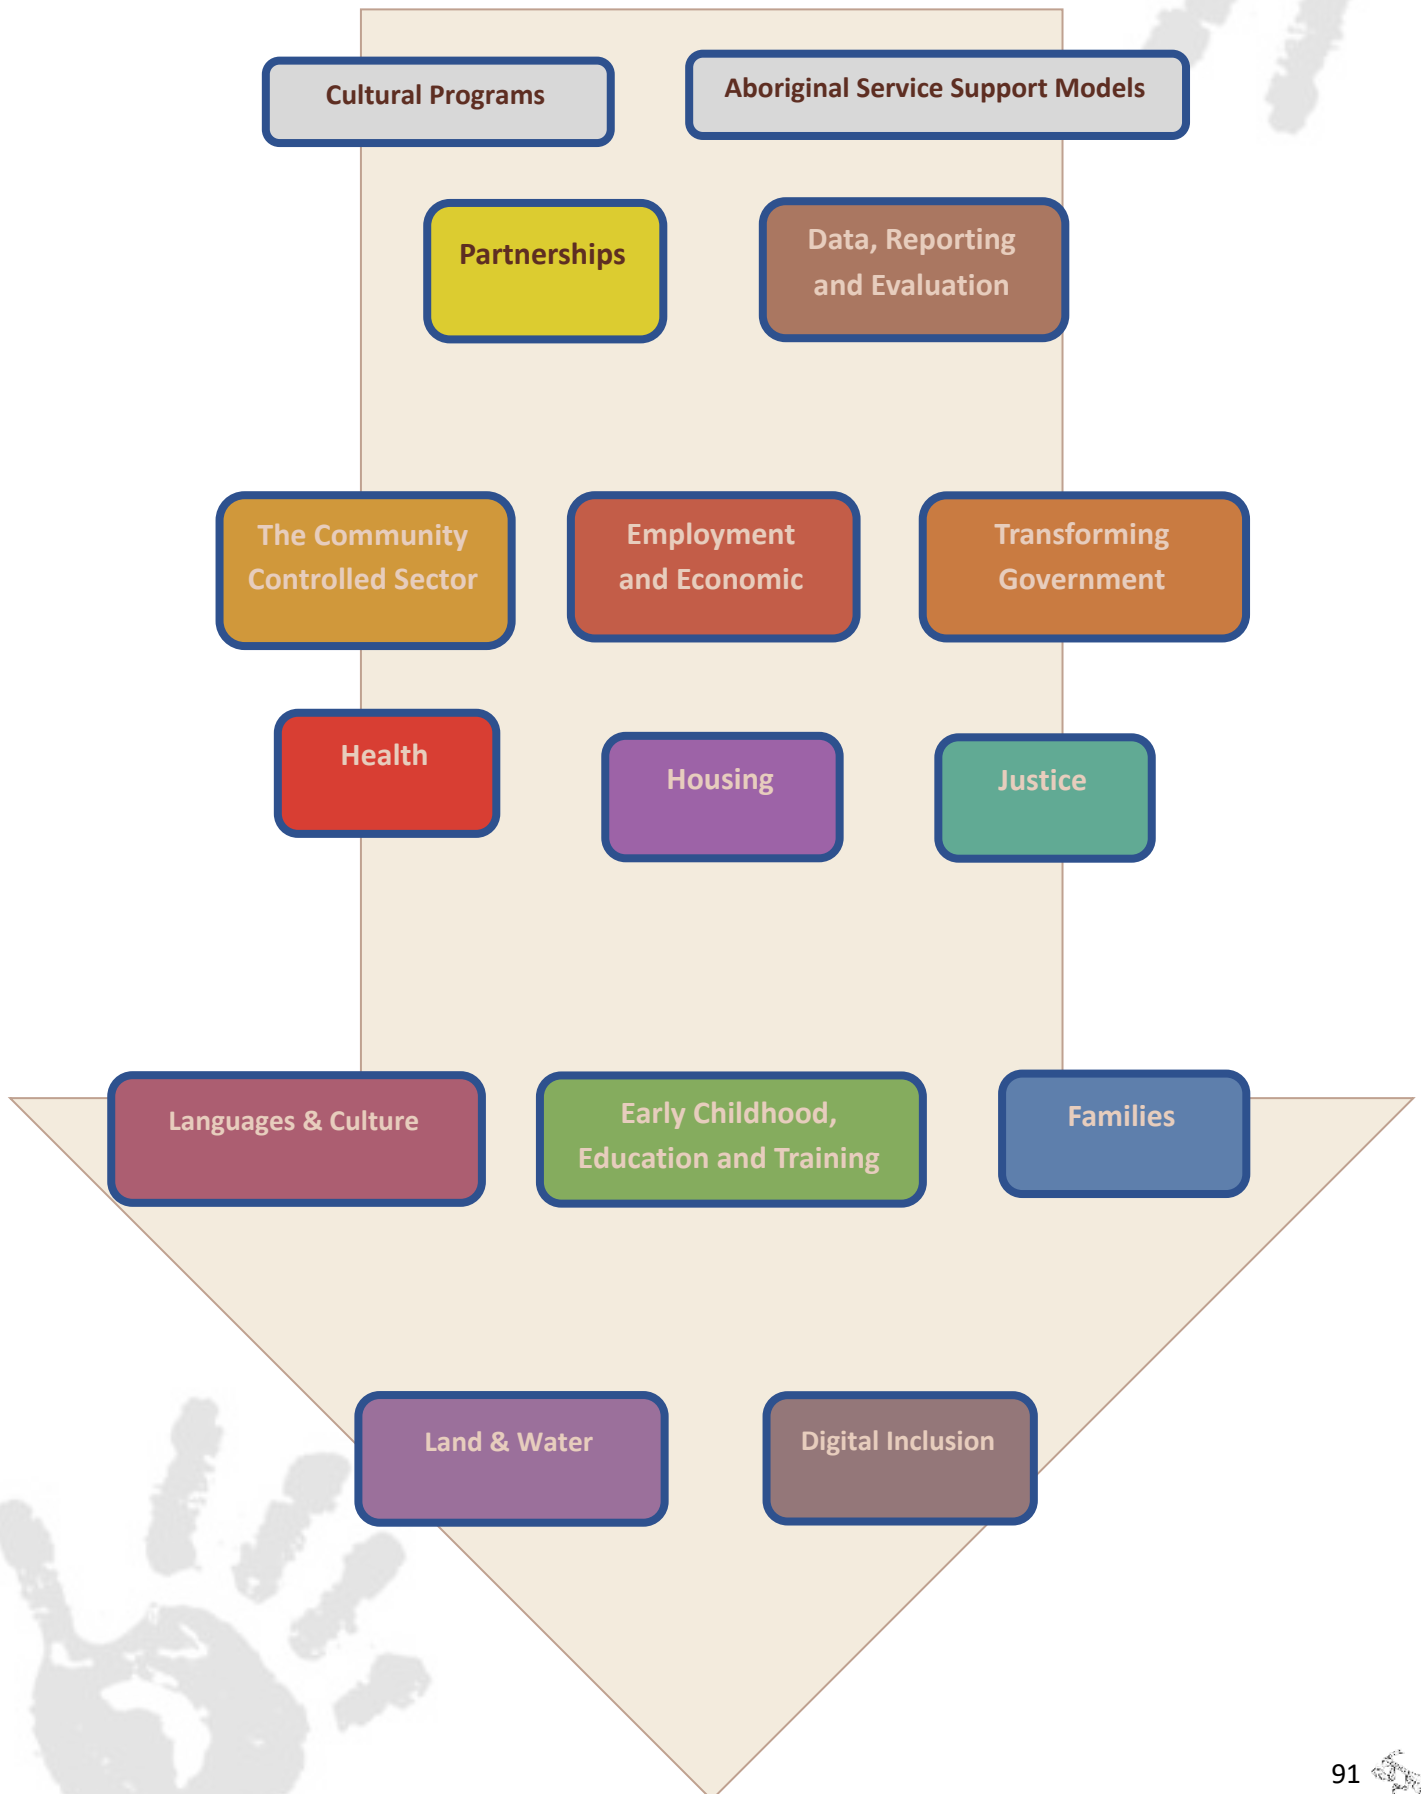 Cultural Programs
Aboriginal Service Support Models
Partnerships
Data, Reporting
and Evaluation
The Community
Controlled Sector
Employment
and Economic
Transforming
Government
Health
Housing
Justice
Languages & Culture
Early Childhood,
Education and Training
Families
Land & Water
Digital Inclusion
91